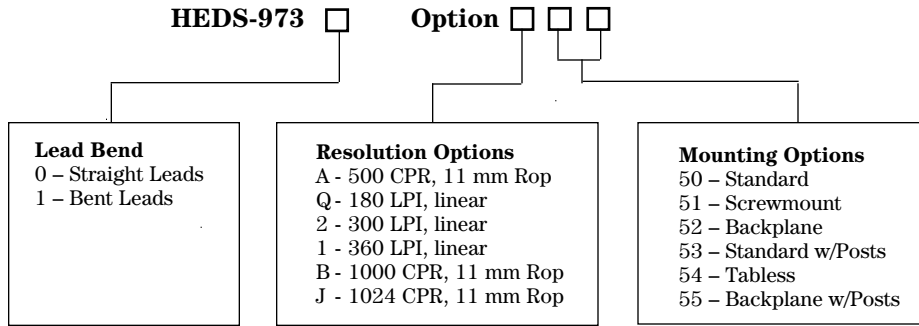 HEDS-973 Option
Lead Bend
0 – Straight Leads
1 – Bent Leads
Resolution Options
A - 500 CPR, 11 mm Rop
Q - 180 LPI, linear
2 - 300 LPI, linear
1 - 360 LPI, linear
B - 1000 CPR, 11 mm Rop
J - 1024 CPR, 11 mm Rop
Mounting Options
50 – Standard
51 – Screwmount
52 – Backplane
53 – Standard w/Posts
54 – Tabless
55 – Backplane w/Posts